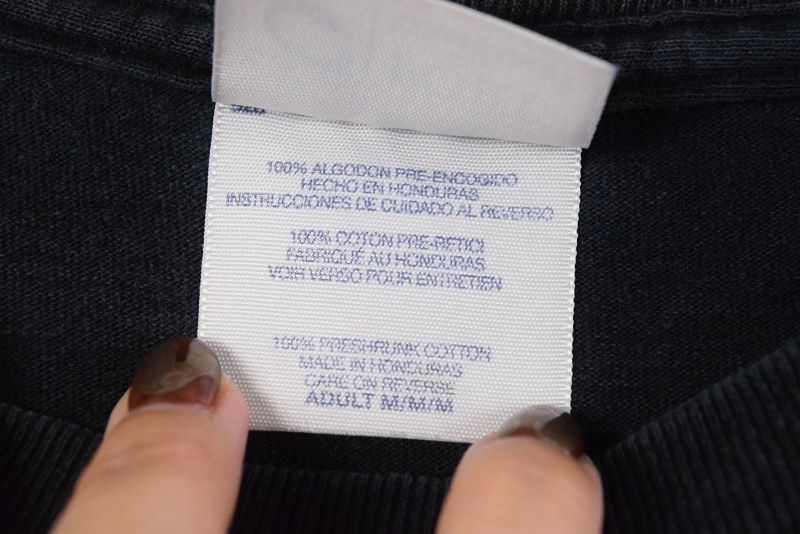 100% ALGODON PRE-ENCOGIDO
HECHO EN HONDURAS
INSTRUCCIONES DE CUIDADO AL REVERSO
100% COTON PRE-RETICI
FABRIQUÉ AU HONDURAS
VOIR VERSO POUR ENTRETIEN
100% PRESHRUNK COTTON
MADE IN HONDURAS
CARE ON REVERSE
ADULT M/M/M